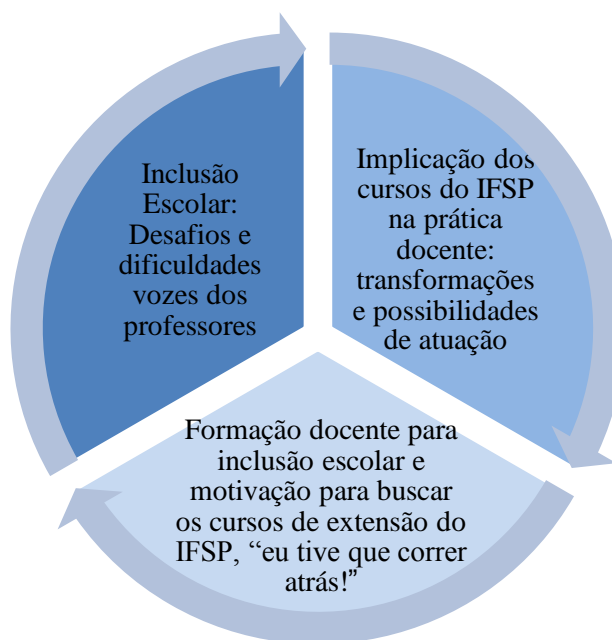 Inclusão
Escolar:
Desafios e
dificuldades
vozes dos
professores
Implicação dos
cursos do IFSP
na prática
docente:
transformações
e possibilidades
de atuação
Formação docente para
inclusão escolar e
motivação para buscar
os cursos de extensão do
IFSP, “eu tive que correr
atrás!”